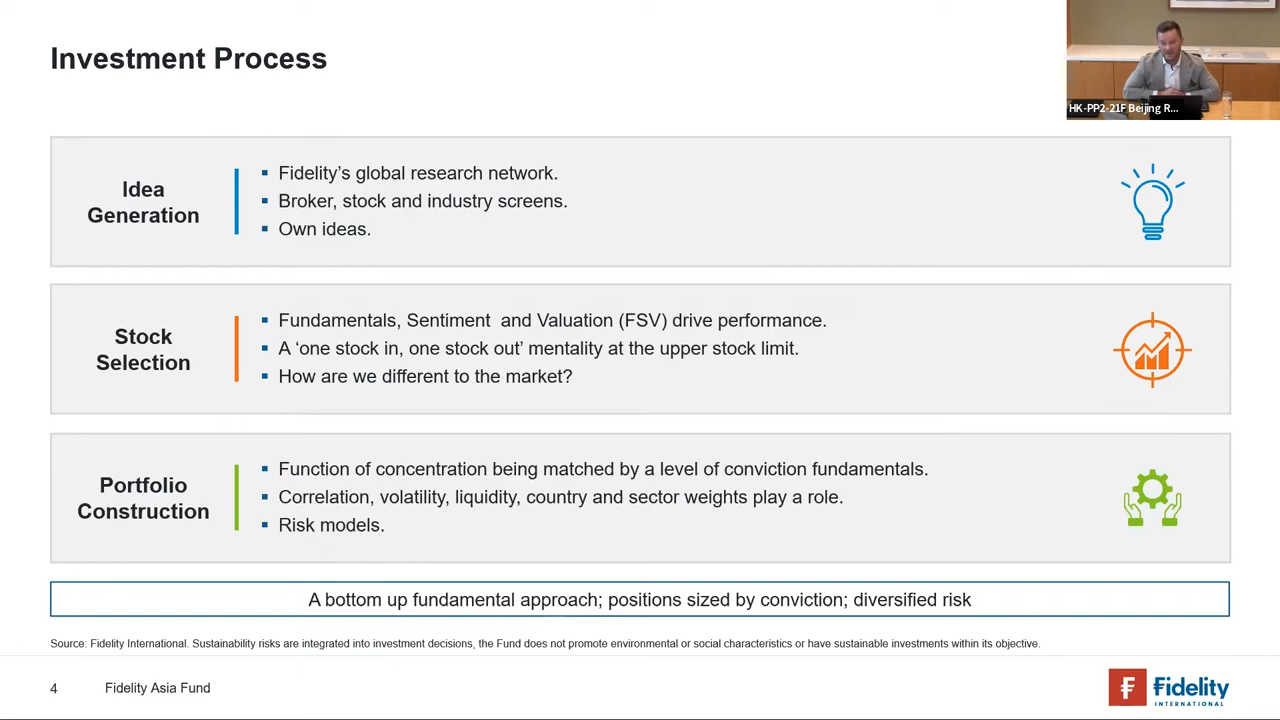 Investment Process
HK-PP2-21F Beijing R...
Idea
Generation
▪ Fidelity’s global research network.
▪ Broker, stock and industry screens.
▪ Own ideas.
Stock
Selection
▪ Fundamentals, Sentiment  and Valuation (FSV) drive performance.
▪ A ‘one stock in, one stock out’ mentality at the upper stock limit.
▪ How are we different to the market?
Portfolio
Construction
▪ Function of concentration being matched by a level of conviction fundamentals.
▪ Correlation, volatility, liquidity, country and sector weights play a role.
▪ Risk models.
A bottom up fundamental approach; positions sized by conviction; diversified risk
Source: Fidelity International. Sustainability risks are integrated into investment decisions, the Fund does not promote environmental or social characteristics or have sustainable investments within its objective.
4 Fidelity Asia Fund
Fidelity
INTERNATIONAL